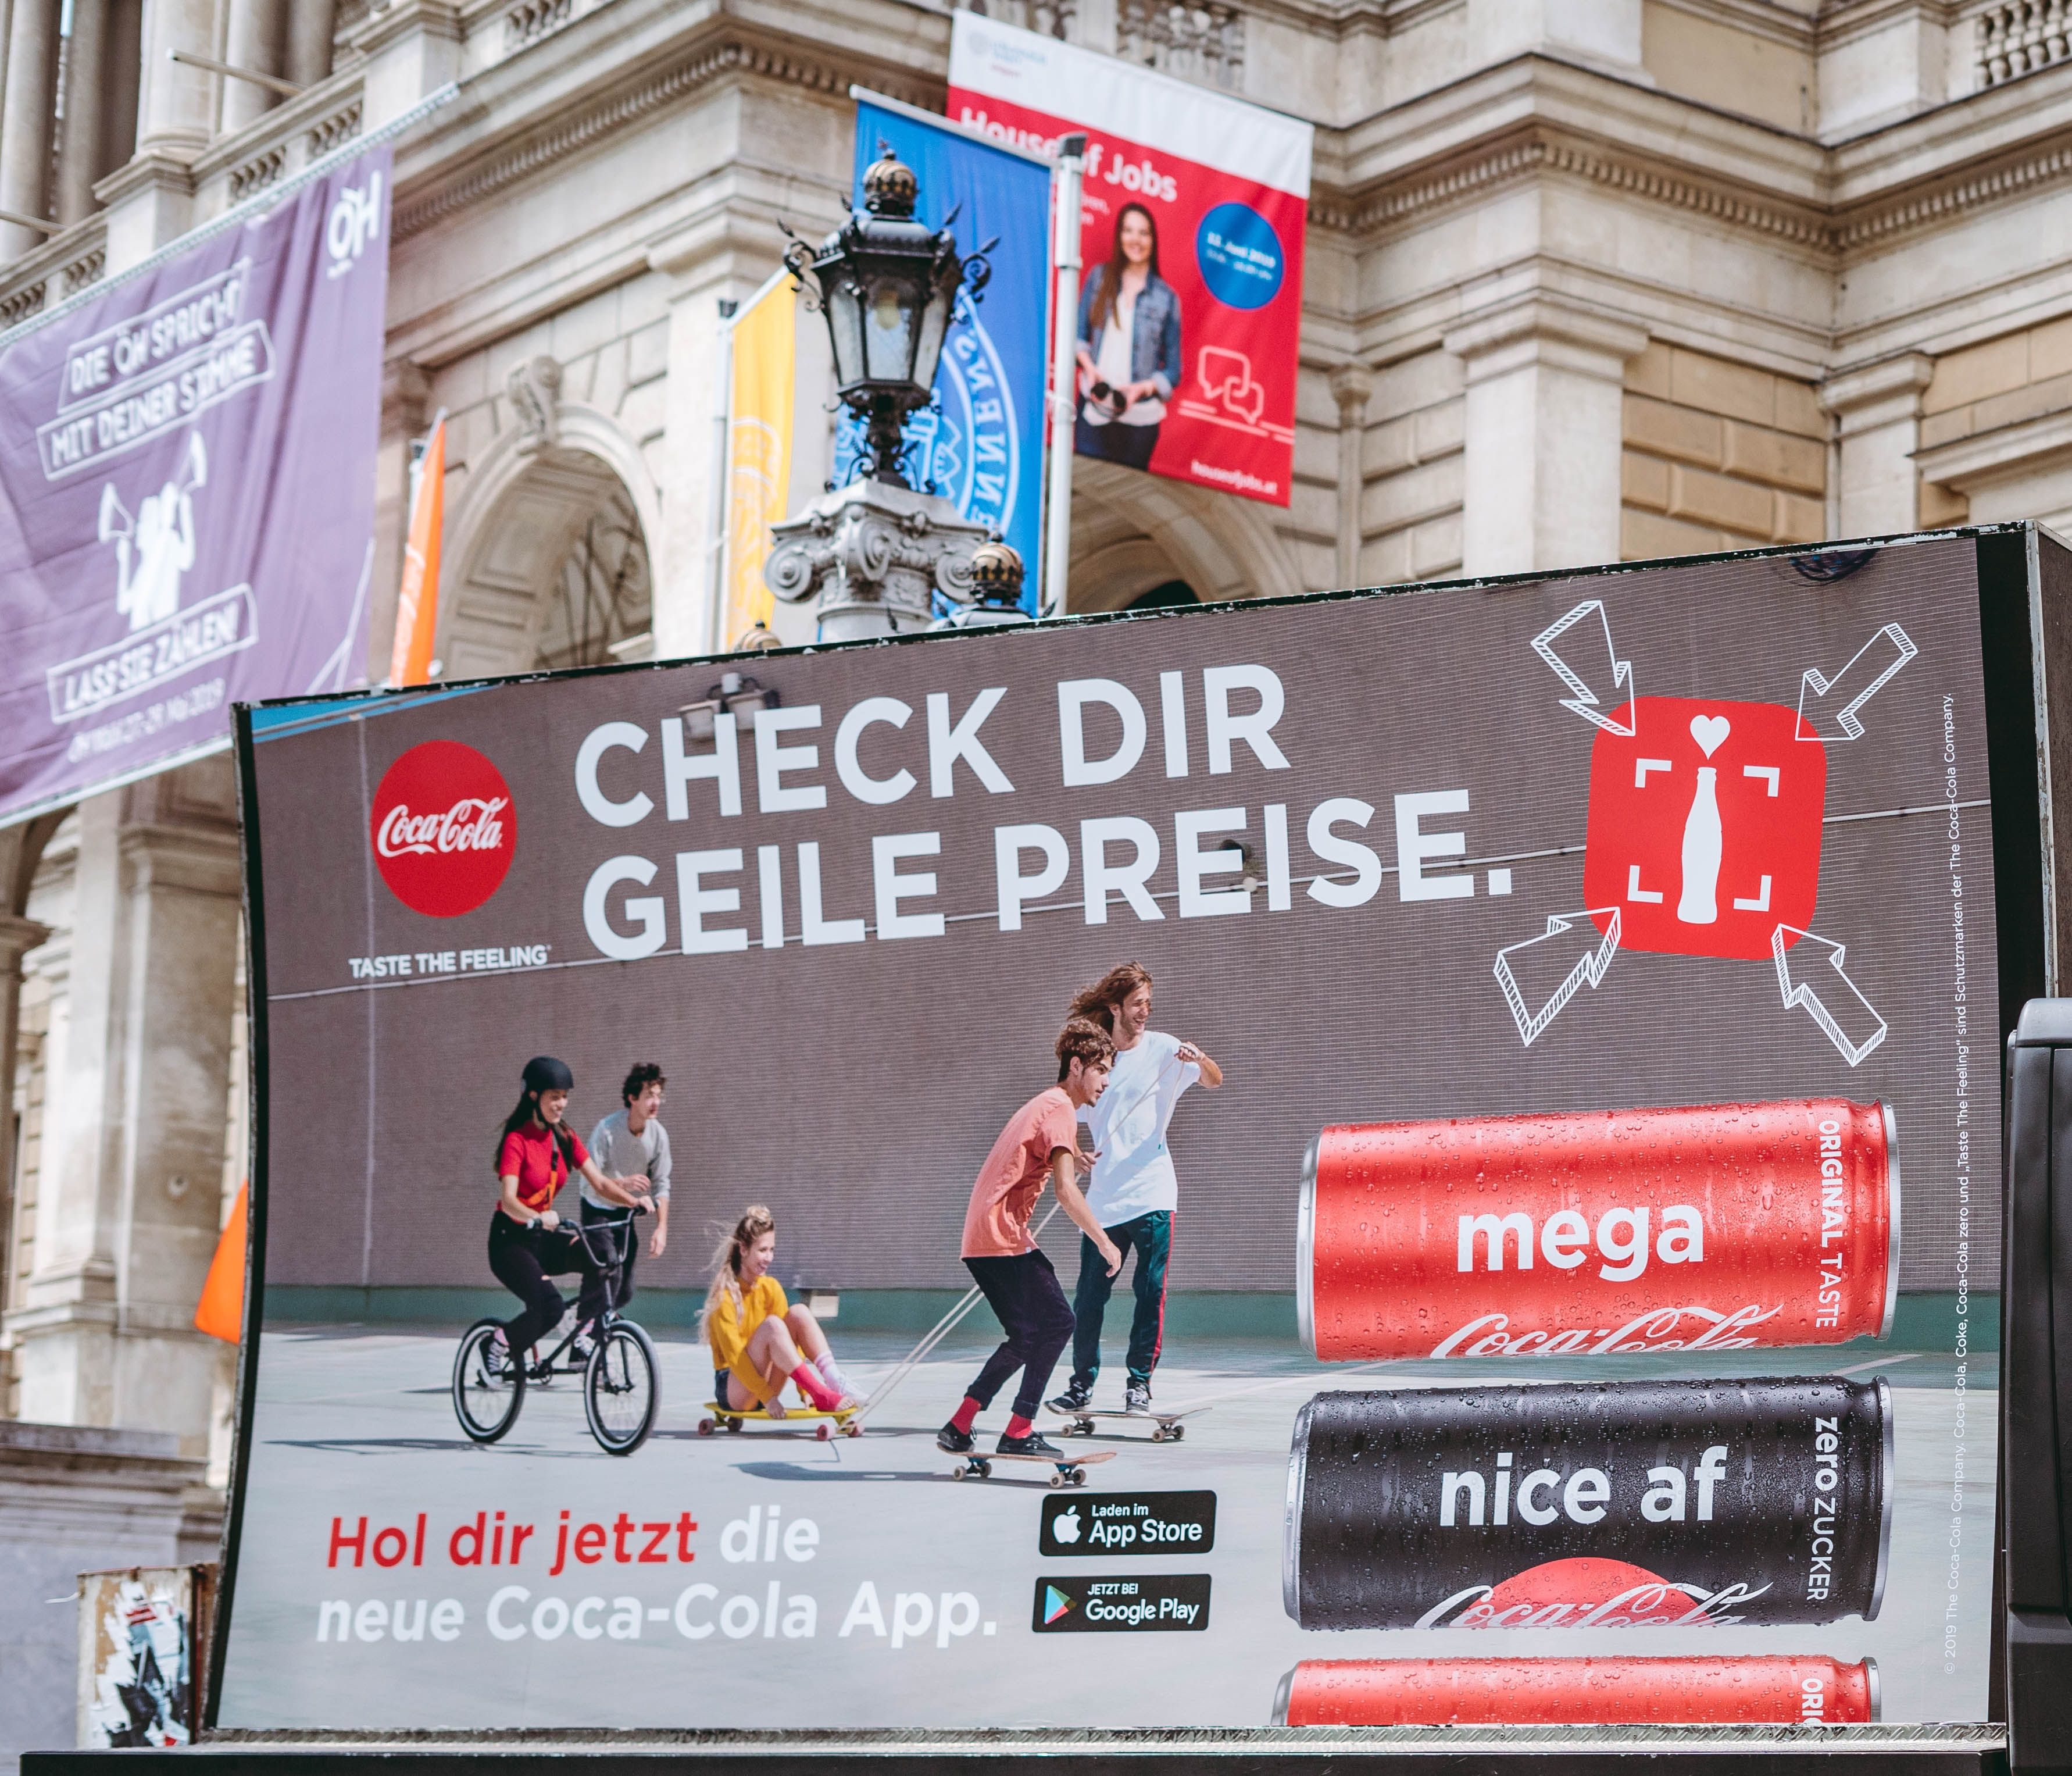 ÖH
DIE ÖH SPRICHT
MIT DEINER STIMME
LASS SIE ZÄHLEN!
2019
House of Jobs
houseofjobs.at
Coca-Cola
TASTE THE FEELING
CHECK DIR
GEILE PREISE.
ORIGINAL TASTE
mega
Coca-Cola
zero ZUCKER
nice af
Coca-Cola
ORIG
Hol dir jetzt die
neue Coca-Cola App.
Laden im
App Store
JETZT BEI
Google Play
© 2019 The Coca-Cola Company. Coca-Cola, Coke, Coca-Cola zero und „Taste The Feeling“ sind Schutzmarken der The Coca-Cola Company.